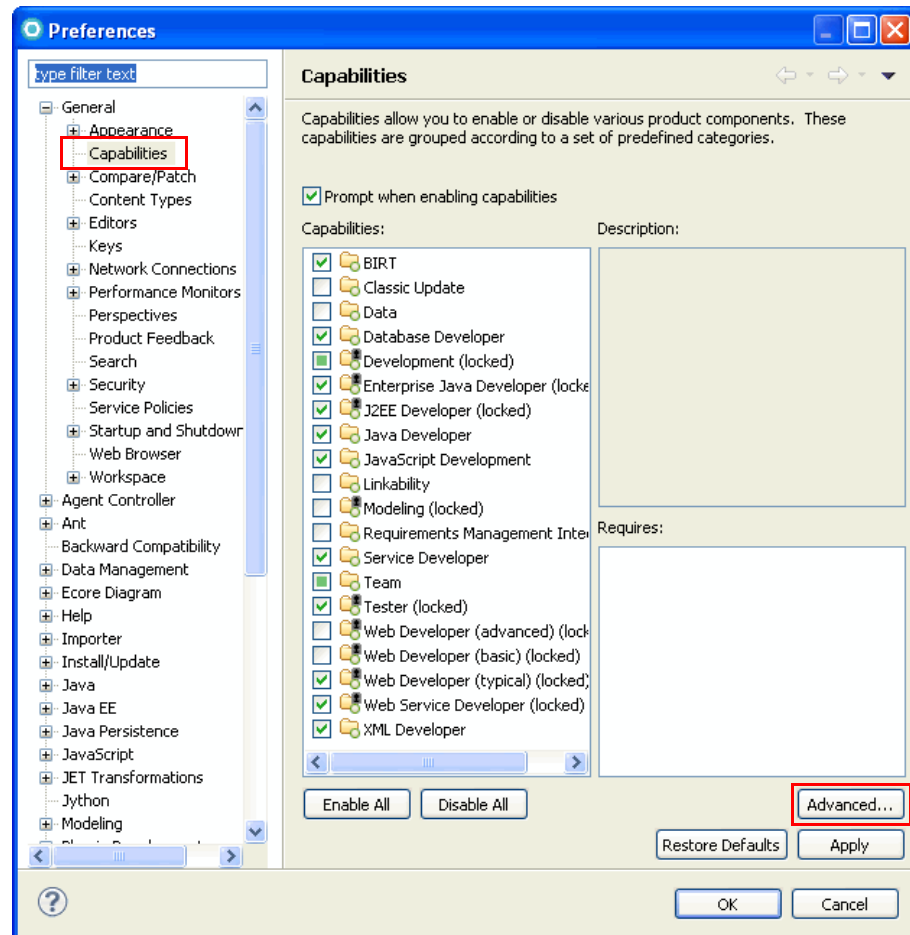 Preferences
type filter text
General
Appearance
Capabilities
Compare/Patch
Content Types
Editors
Keys
Network Connections
Performance Monitors
Perspectives
Product Feedback
Search
Security
Service Policies
Startup and Shutdown
Web Browser
Workspace
Agent Controller
Ant
Backward Compatibility
Data Management
Ecore Diagram
Help
Importer
Install/Update
Java
Java EE
Java Persistence
JavaScript
JET Transformations
Jython
Modeling
Capabilities
Capabilities allow you to enable or disable various product components. These
capabilities are grouped according to a set of predefined categories.
Prompt when enabling capabilities
Capabilities:
BIRT
Classic Update
Data
Database Developer
Development (locked)
Enterprise Java Developer (locke
J2EE Developer (locked)
Java Developer
JavaScript Development
Linkability
Modeling (locked)
Requirements Management Inte
Service Developer
Team
Tester (locked)
Web Developer (advanced) (lock
Web Developer (basic) (locked)
Web Developer (typical) (locked)
Web Service Developer (locked)
XML Developer
Description:
Requires:
Enable All
Disable All
Advanced...
Restore Defaults
Apply
?
OK
Cancel